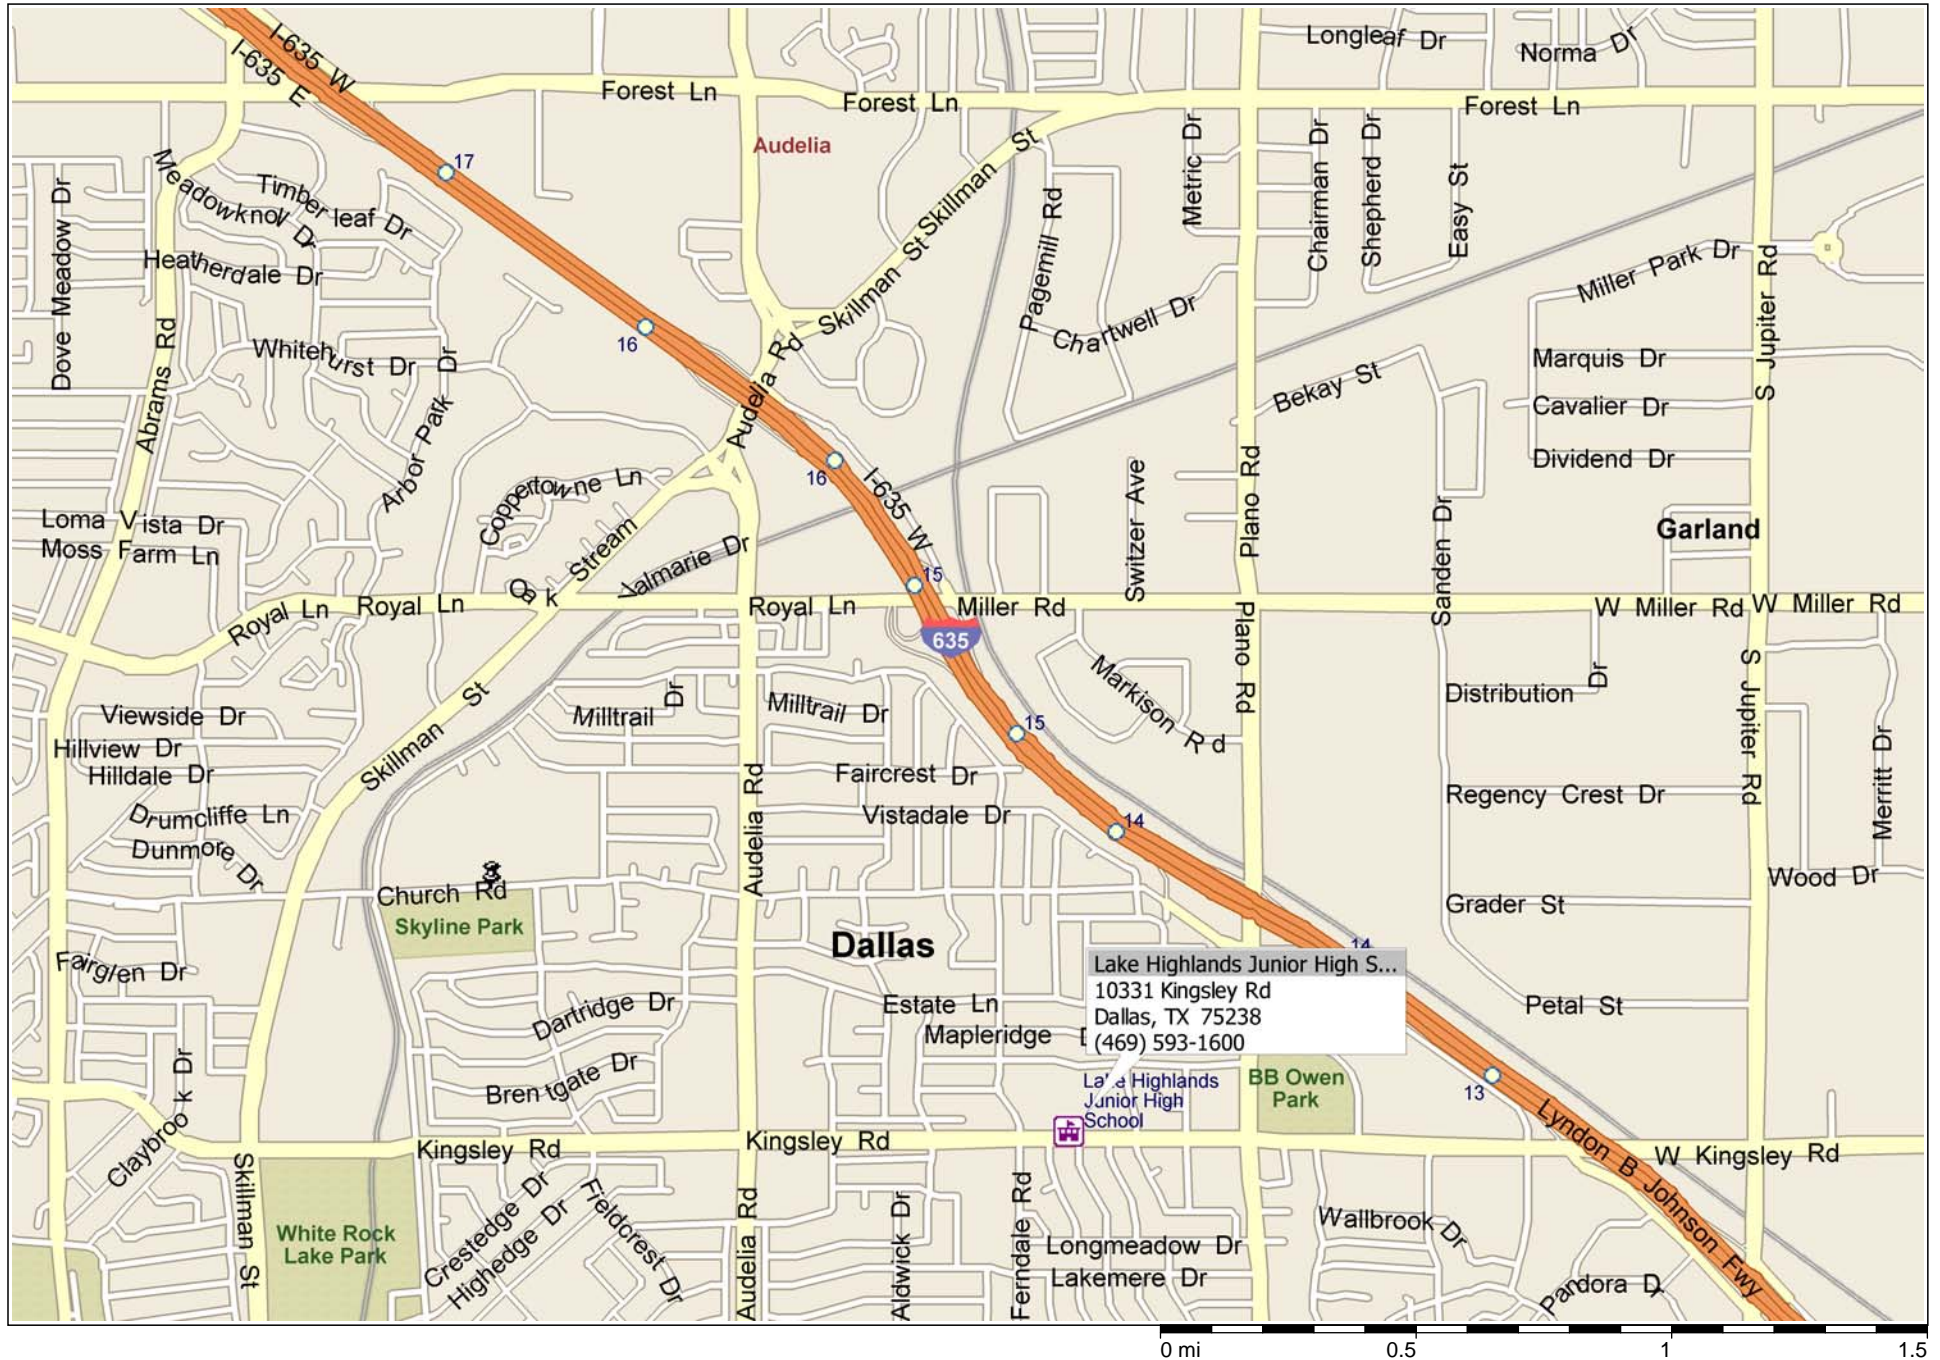 I-635 W
I-635 E
Longleaf Dr
Norma Dr
Forest Ln
Forest Ln
Forest Ln
Audelia
17
Meadowknoll Dr
Timberleaf Dr
Heatherdale Dr
Dove Meadow Dr
Abrams Rd
Whitehurst Dr
Arbor Park Dr
16
Skillman St
Skillman St
Pagemill Rd
Metric Dr
Chairman Dr
Shepherd Dr
Easy St
Chartwell Dr
Miller Park Dr
S Jupiter Rd
Marquis Dr
Bekay St
Cavalier Dr
Dividend Dr
Audelia Rd
16
I-635 W
Coppertowne Ln
Loma Vista Dr
Moss Farm Ln
Oak Stream
Valmarie Dr
15
Switzer Ave
Plano Rd
Sanden Dr
Garland
Royal Ln
Royal Ln
Royal Ln
Miller Rd
W Miller Rd
W Miller Rd
635
Plano Rd
S Jupiter Rd
Markison Rd
Distribution Dr
Viewside Dr
Hillview Dr
Hilldale Dr
Skillman St
Milltrail Dr
Milltrail Dr
15
Faircrest Dr
Vistadale Dr
Audelia Rd
14
Regency Crest Dr
Merritt Dr
Drumcliffe Ln
Dunmore Dr
Church Rd
Skyline Park
Wood Dr
Grader St
Dallas
14
Lake Highlands Junior High S...
10331 Kingsley Rd
Dallas, TX 75238
(469) 593-1600
Fairglen Dr
Dartridge Dr
Estate Ln
Mapleridge
Petal St
Brentgate Dr
Claybrook Dr
Lake Highlands
Junior High
School
BB Owen
Park
13
Lyndon B Johnson Fwy
Kingsley Rd
Kingsley Rd
W Kingsley Rd
Skillman St
White Rock
Lake Park
Crestedge Dr
Highedge Dr
Fieldcrest Dr
Audelia Rd
Aldwick Dr
Ferndale Rd
Longmeadow Dr
Lakemere Dr
Wallbrook Dr
Pandora D
0 mi 0.5 1 1.5